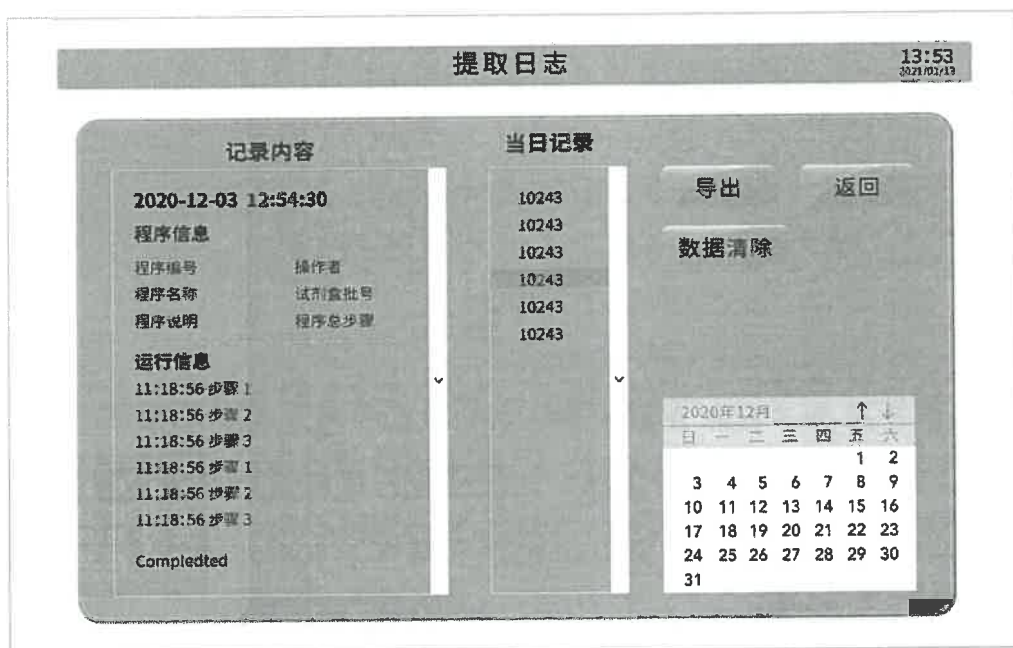 提取日志
13:53
2021/01/13
记录内容
2020-12-03 12:54:30
程序信息
程序编号 操作者
程序名称 试剂盒批号
程序说明 程序总步骤
运行信息
11:18:56 步骤 1
11:18:56 步骤 2
11:18:56 步骤 3
11:18:56 步骤 1
11:18:56 步骤 2
11:18:56 步骤 3
Compledted
当日记录
10243
10243
10243
10243
10243
10243
导出 返回
数据清除
2020年12月 ↑ ↓
日 一 二 三 四 五 六
1 2
3 4 5 6 7 8 9
10 11 12 13 14 15 16
17 18 19 20 21 22 23
24 25 26 27 28 29 30
31